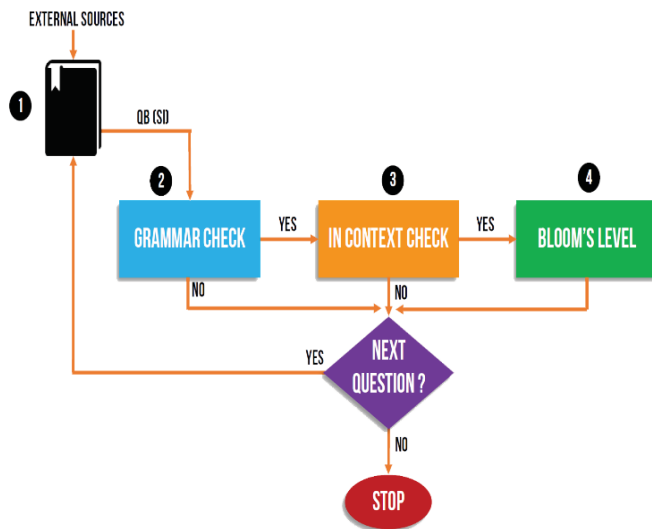 EXTERNAL SOURCES
1
QB (SI)
2
3
4
GRAMMAR CHECK
YES
IN CONTEXT CHECK
YES
BLOOM'S LEVEL
NO
NO
YES
NEXT
QUESTION ?
NO
STOP